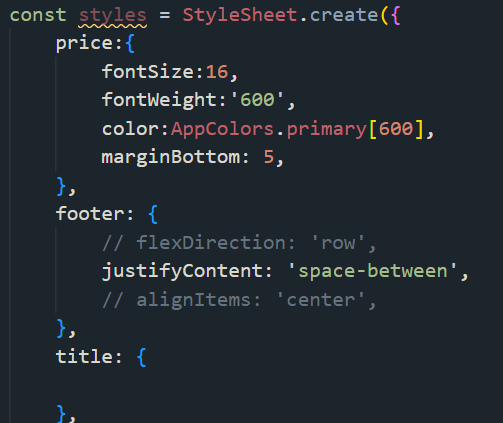 const styles = StyleSheet.create({
price:{
fontSize:16,
fontWeight:'600',
color:AppColors.primary[600],
marginBottom: 5,
},
footer: {
// flexDirection: 'row',
justifyContent: 'space-between',
// alignItems: 'center',
},
title: {
},